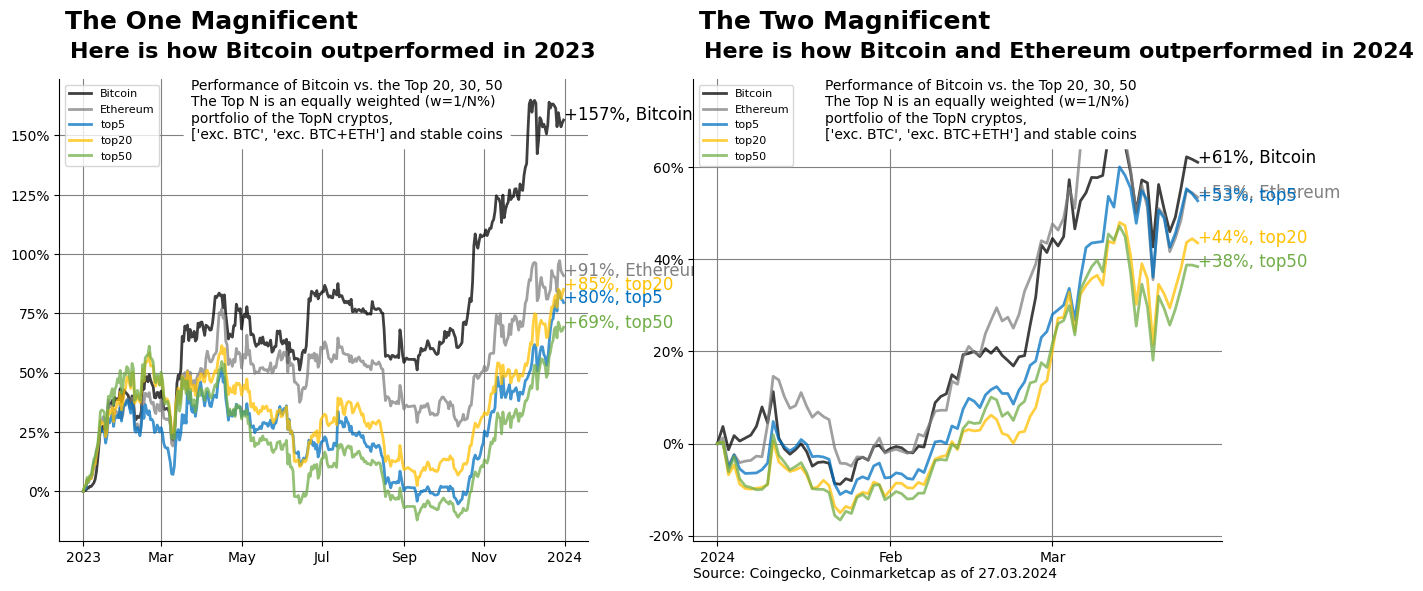 The One Magnificent
Here is how Bitcoin outperformed in 2023
Bitcoin
Ethereum
top5
top20
top50
Performance of Bitcoin vs. the Top 20, 30, 50
The Top N is an equally weighted (w=1/N%)
portfolio of the TopN cryptos,
['exc. BTC', 'exc. BTC+ETH'] and stable coins
150%
125%
100%
75%
50%
25%
0%
+157%, Bitcoin
+91%, Ethereum
+85%, top20
+80%, top5
+69%, top50
2023
Mar
May
Jul
Sep
Nov
2024
The Two Magnificent
Here is how Bitcoin and Ethereum outperformed in 2024
Bitcoin
Ethereum
top5
top20
top50
Performance of Bitcoin vs. the Top 20, 30, 50
The Top N is an equally weighted (w=1/N%)
portfolio of the TopN cryptos,
['exc. BTC', 'exc. BTC+ETH'] and stable coins
60%
40%
20%
0%
-20%
+61%, Bitcoin
+53%, Ethereum
+53%, top5
+44%, top20
+38%, top50
2024
Feb
Mar
Source: Coingecko, Coinmarketcap as of 27.03.2024